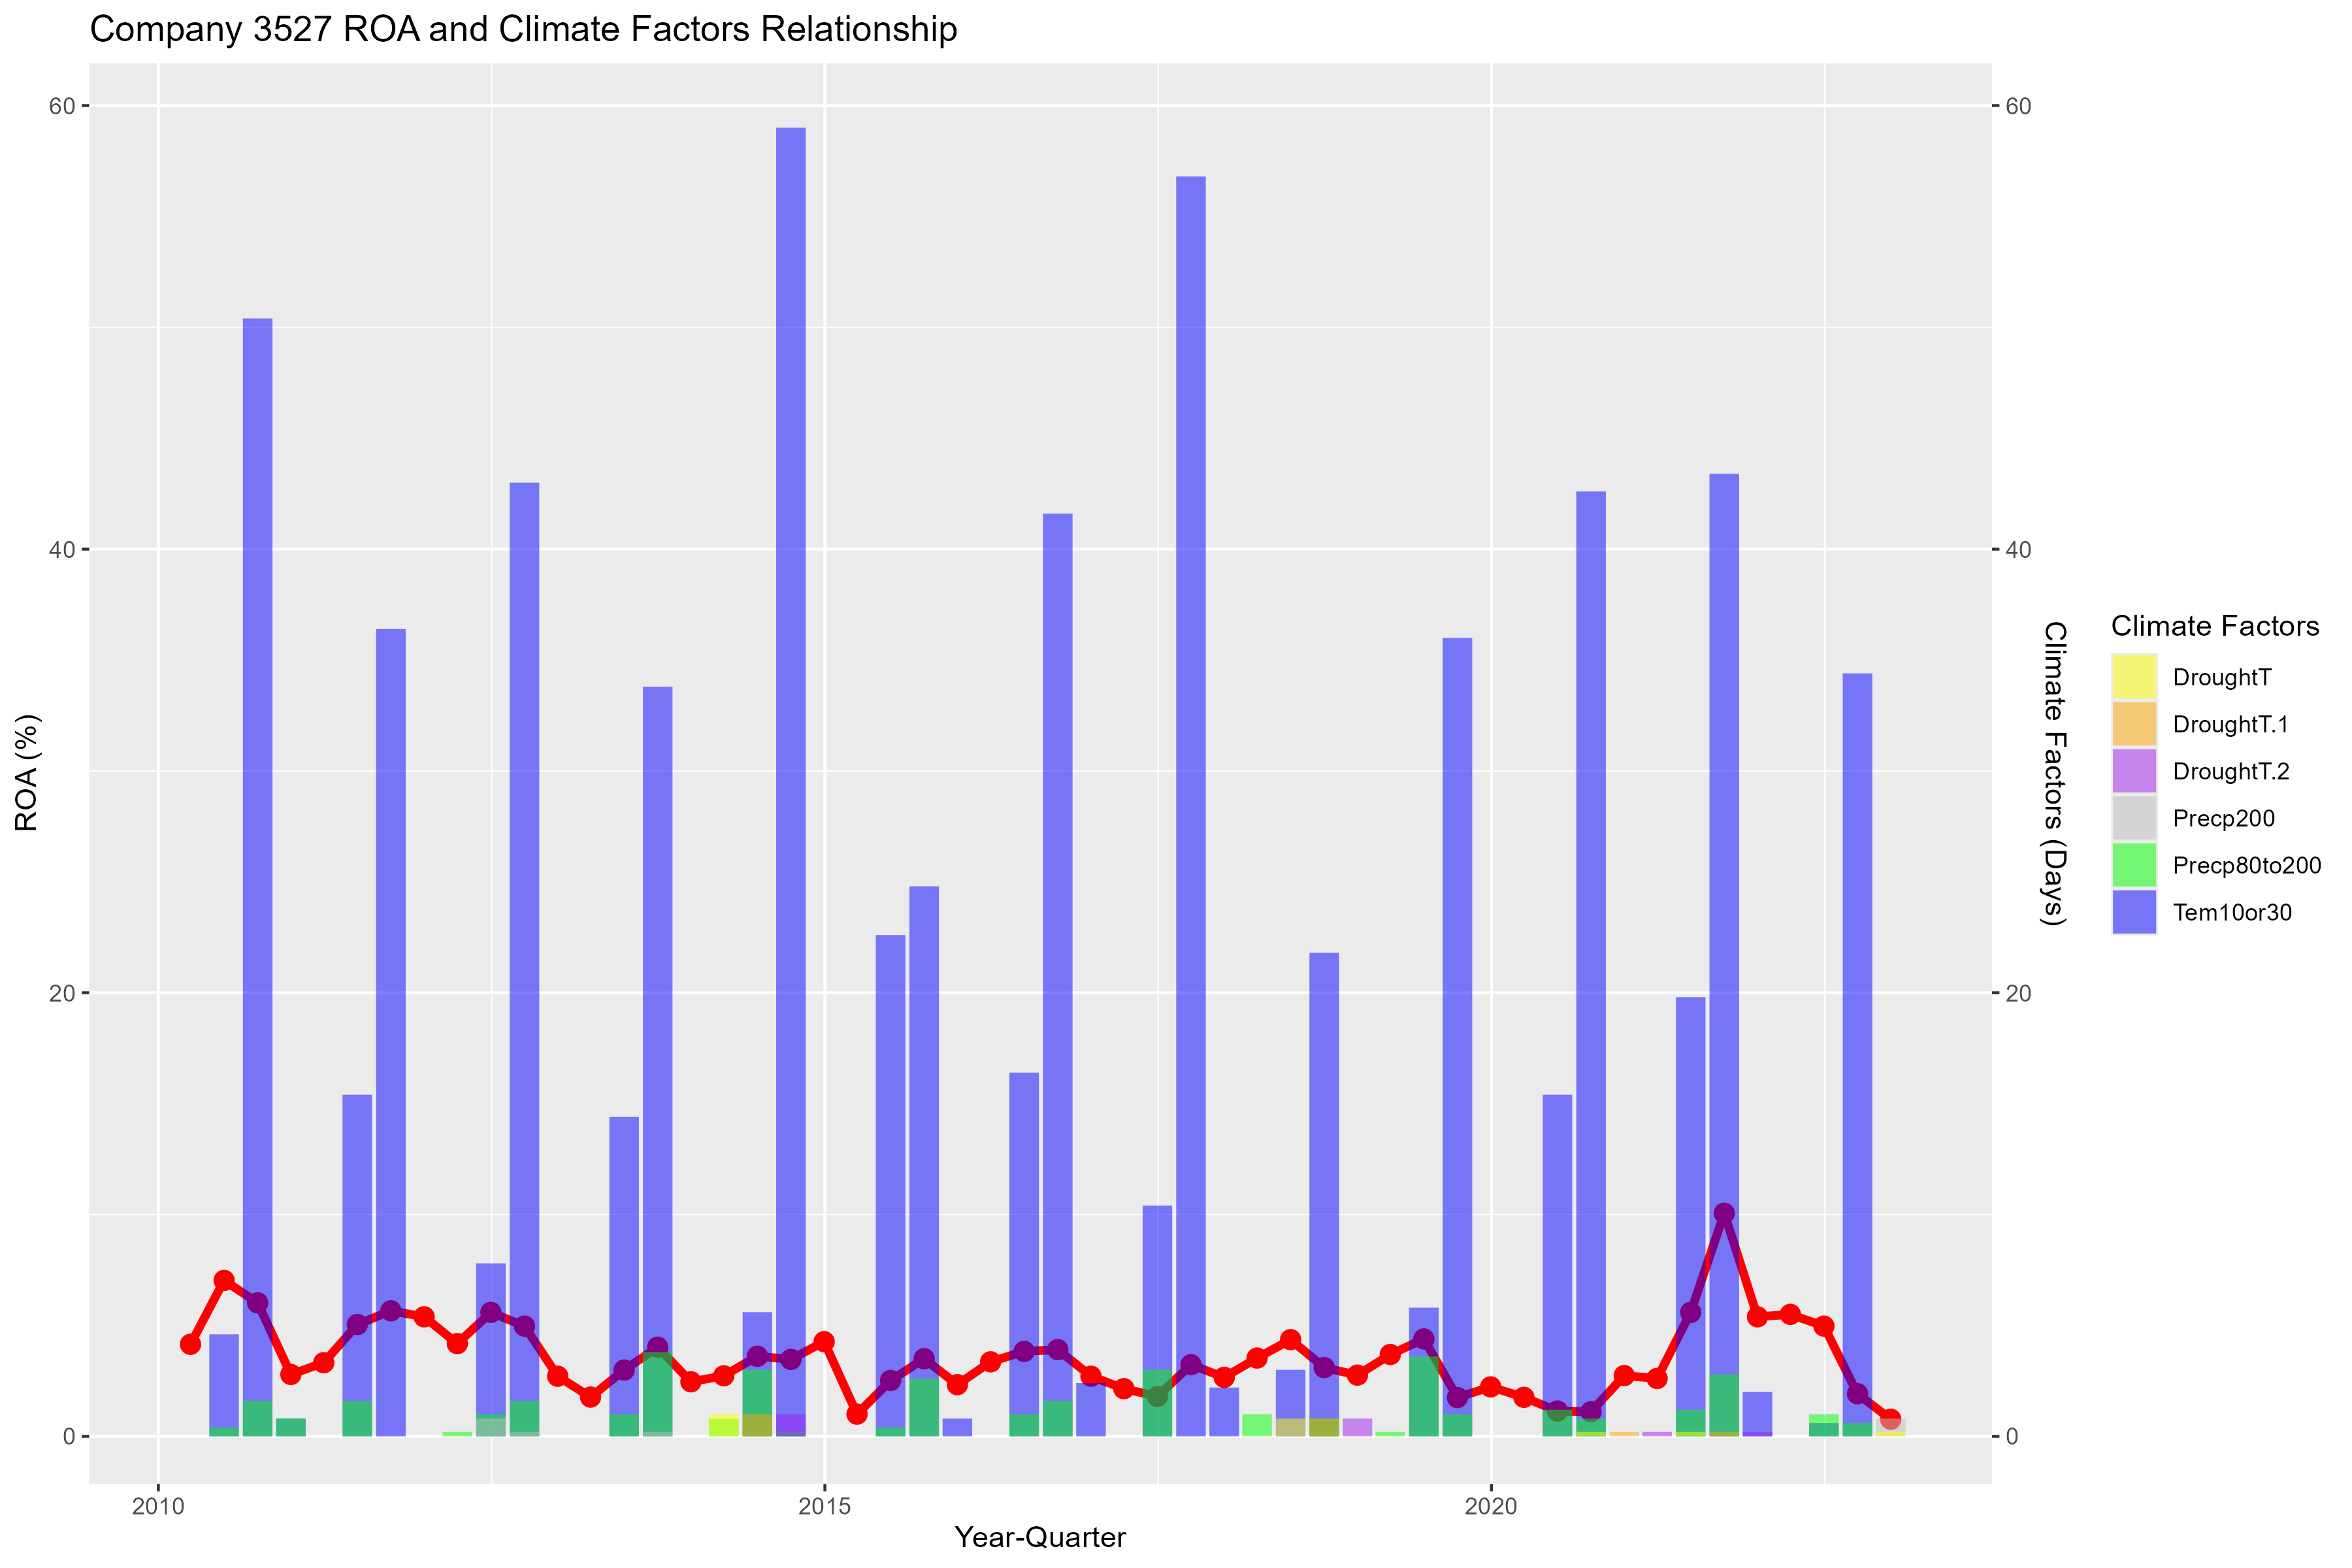 Company 3527 ROA and Climate Factors Relationship
60
40
20
0
ROA (%)
2010
2015
2020
Year-Quarter
60
40
20
0
Climate Factors (Days)
Climate Factors
DroughtT
DroughtT.1
DroughtT.2
Precp200
Precp80to200
Tem10or30